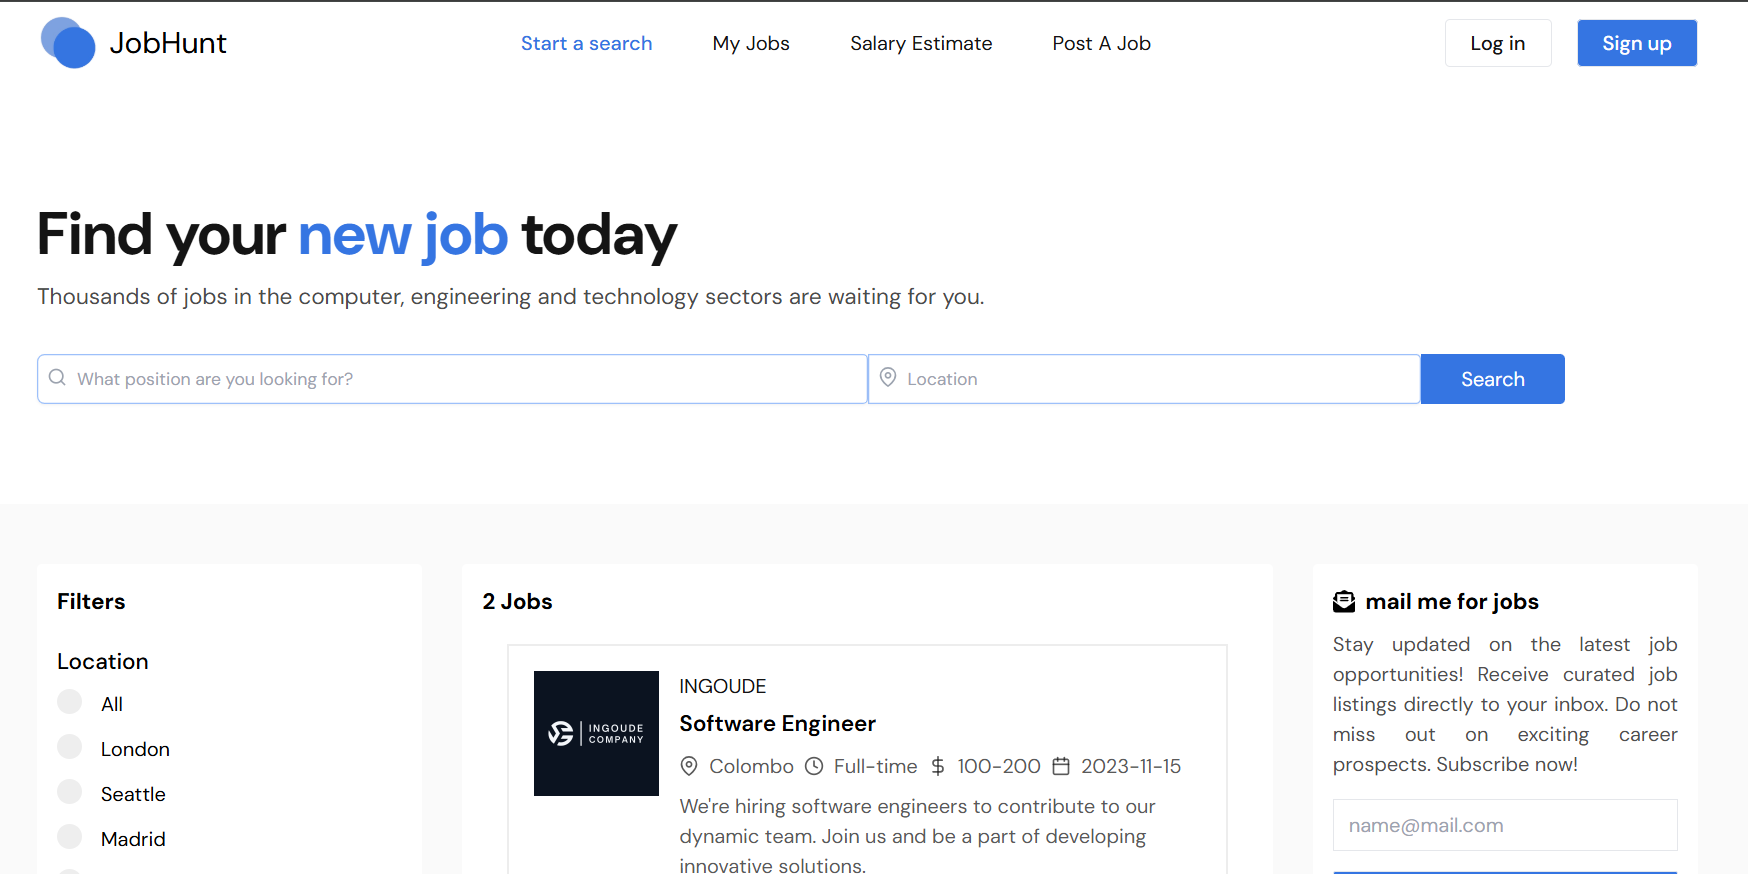 JobHunt
Start a search
My Jobs
Salary Estimate
Post A Job
Log in
Sign up
Find your new job today
Thousands of jobs in the computer, engineering and technology sectors are waiting for you.
What position are you looking for?
Location
Search
Filters
Location
All
London
Seattle
Madrid
2 Jobs
INGOUDE
COMPANY
INGOUDE
Software Engineer
Colombo
Full-time
100-200
2023-11-15
We're hiring software engineers to contribute to our
dynamic team. Join us and be a part of developing
innovative solutions.
mail me for jobs
Stay updated on the latest job
opportunities! Receive curated job
listings directly to your inbox. Do not
miss out on exciting career
prospects. Subscribe now!
name@mail.com